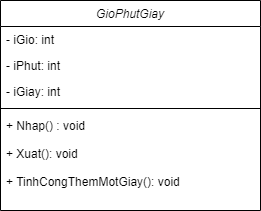 GioPhutGiay
- iGio: int
- iPhut: int
- iGiay: int
+ Nhap() : void
+ Xuat(): void
+ TinhCongThemMotGiay(): void